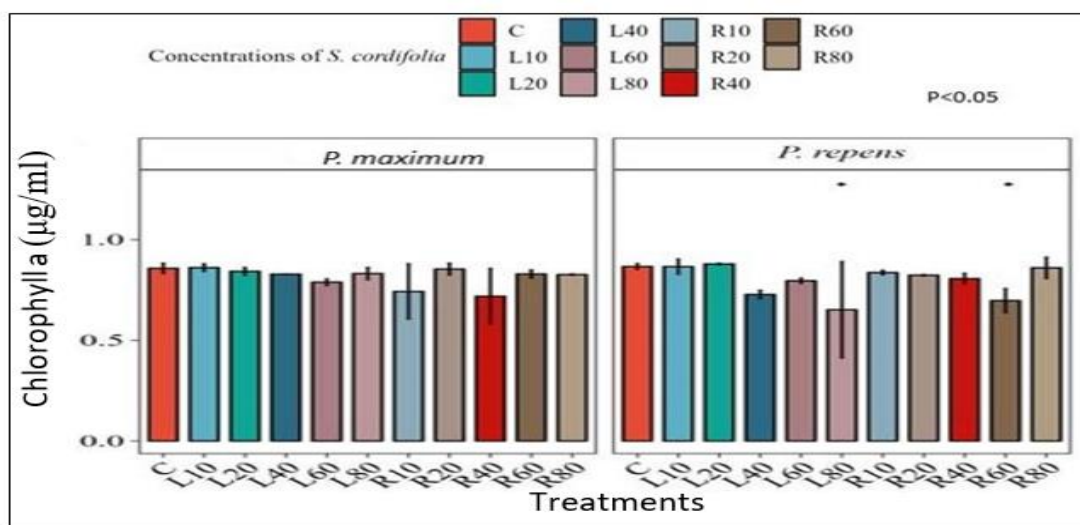 Concentrations of S. cordifolia
C L40 R10 R60
L10 L60 R20 R80
L20 L80 R40
P<0.05
P. maximum P. repens
Chlorophylla (µg/ml)
1.0
0.5
0.0
C L10 L20 L40 L60 L80 R10 R20 R40 R60 R80 C L10 L20 L40 L60 L80 R10 R20 R40 R60 R80
Treatments